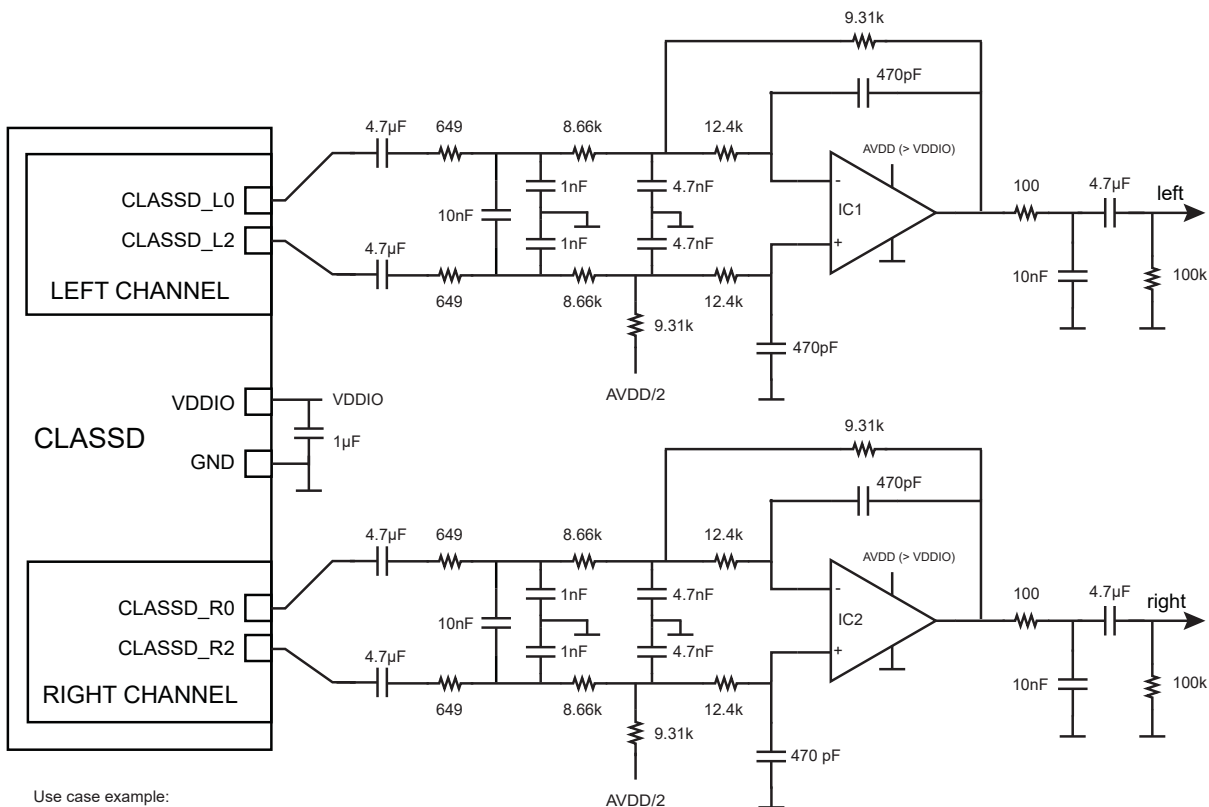 9.31k
470pF
4.7µF
649
8.66k
12.4k
AVDD (> VDDIO)
CLASSD_L0
CLASSD_L2
LEFT CHANNEL
10nF
1nF
1nF
4.7nF
4.7nF
-
IC1
+
100
4.7µF
left
10nF
100k
4.7µF
649
8.66k
12.4k
9.31k
470pF
AVDD/2
VDDIO
VDDIO
CLASSD
1µF
GND
9.31k
470pF
4.7µF
649
8.66k
12.4k
AVDD (> VDDIO)
CLASSD_R0
CLASSD_R2
RIGHT CHANNEL
10nF
1nF
1nF
4.7nF
4.7nF
-
IC2
+
100
4.7µF
right
10nF
100k
4.7µF
649
8.66k
12.4k
9.31k
470 pF
AVDD/2
Use case example: